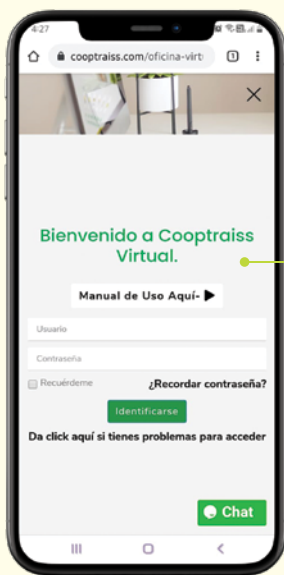 4:27
cooptraiss.com/oficina-virt
1
Bienvenido a Cooptraiss
Virtual.
Manual de Uso Aquí-
Usuario
Contraseña
Recuérdeme
¿Recordar contraseña?
Identificarse
Da click aquí si tienes problemas para acceder
Chat